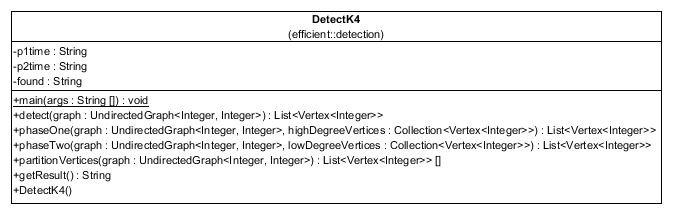 DetectK4
(efficient::detection)
-p1time : String
-p2time : String
-found : String
+main(args : String []) : void
+detect(graph : UndirectedGraph<Integer, Integer>) : List<Vertex<Integer>>
+phaseOne(graph : UndirectedGraph<Integer, Integer>, highDegreeVertices : Collection<Vertex<Integer>>) : List<Vertex<Integer>>
+phaseTwo(graph : UndirectedGraph<Integer, Integer>, lowDegreeVertices : Collection<Vertex<Integer>>) : List<Vertex<Integer>>
+partitionVertices(graph : UndirectedGraph<Integer, Integer>) : List<Vertex<Integer>> []
+getResult() : String
+DetectK4()